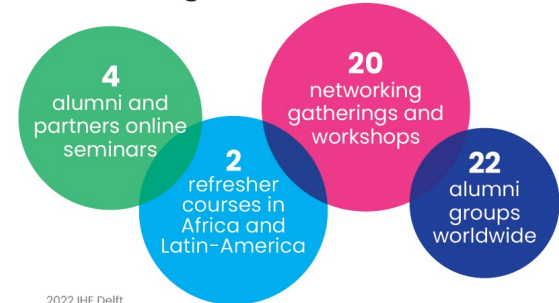 4
alumni and
partners online
seminars
20
networking
gatherings and
workshops
2
refresher
courses in
Africa and
Latin-America
22
alumni
groups
worldwide
2022 IHE Delft